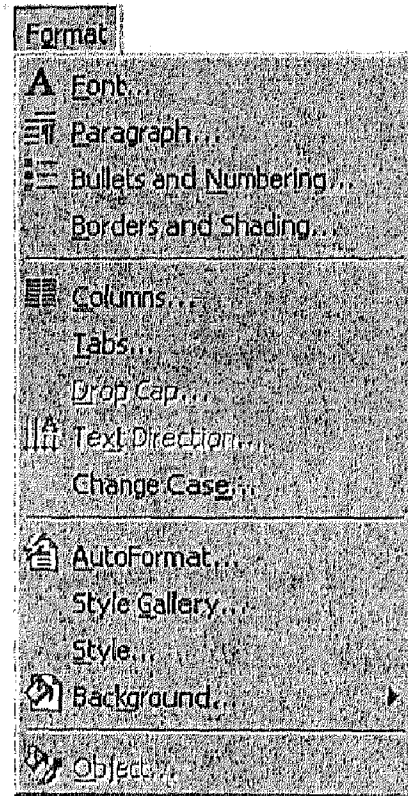 Format
Font...
Paragraph...
Bullets and Numbering...
Borders and Shading...
Columns...
Tabs...
Drop Cap...
Text Direction...
Change Case...
AutoFormat...
Style Gallery...
Style...
Background...
Object...